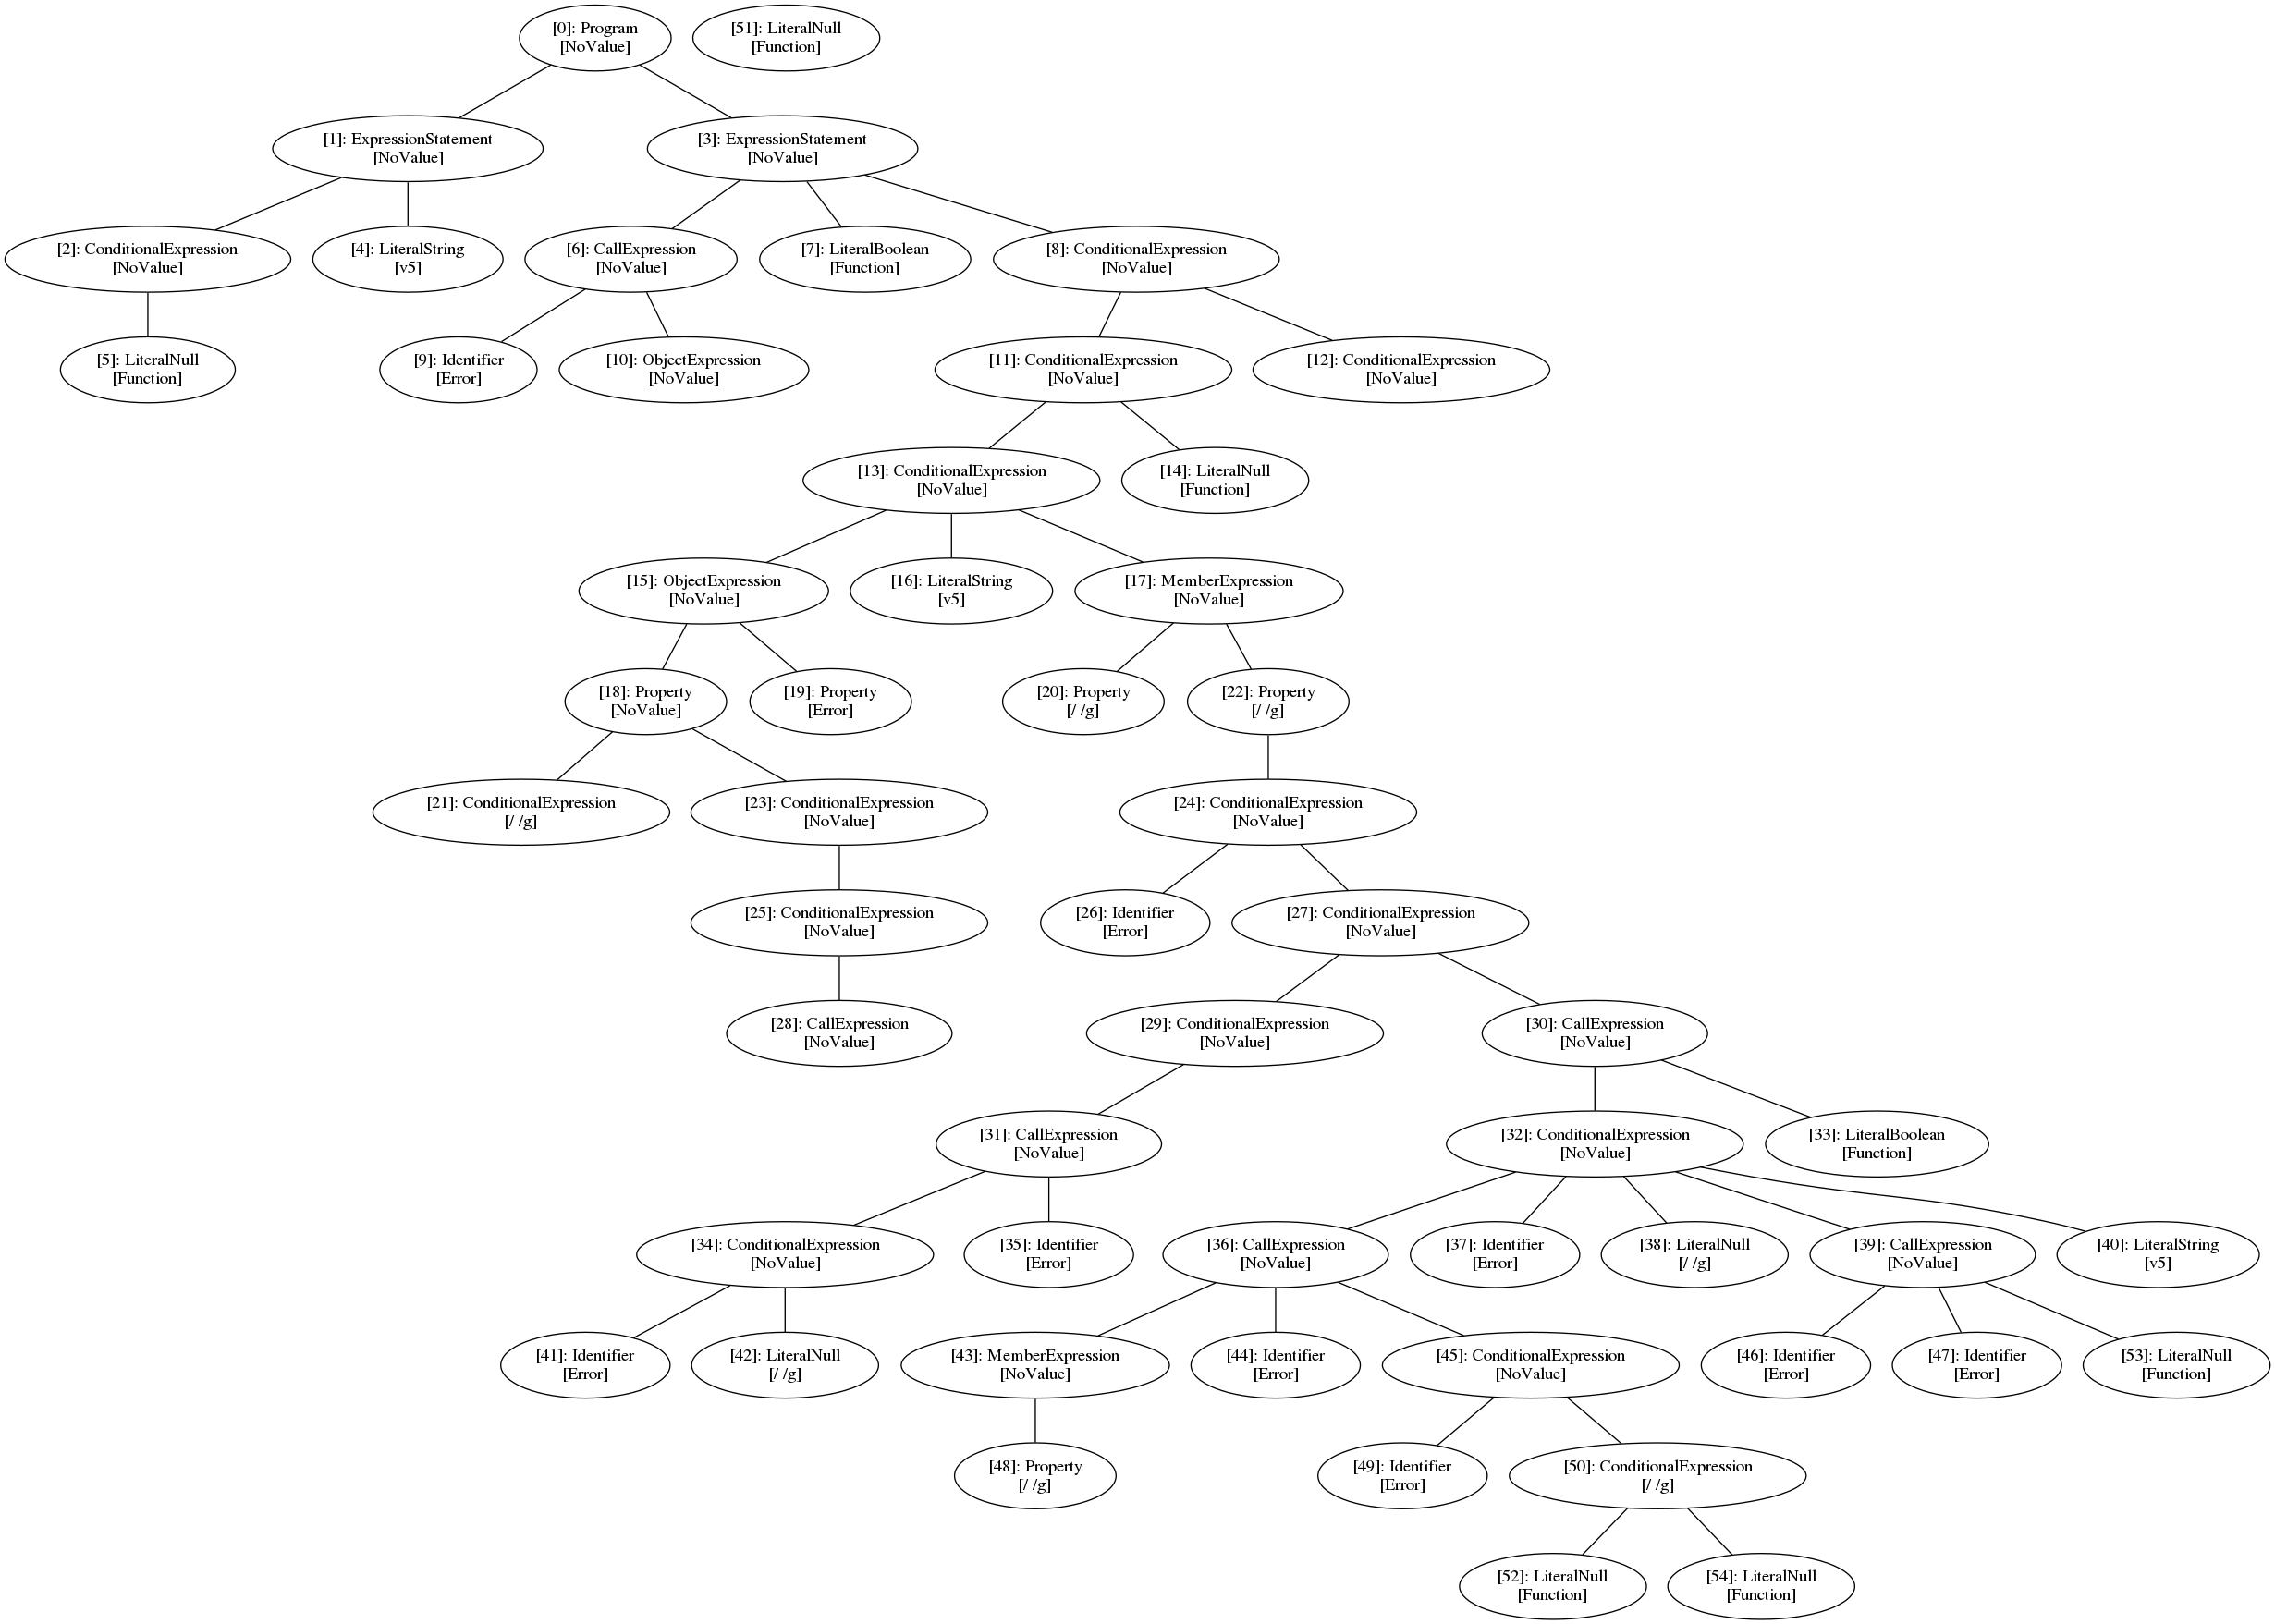 [0]: Program
[NoValue]
[51]: LiteralNull
[Function]
[1]: ExpressionStatement
[NoValue]
[3]: ExpressionStatement
[NoValue]
[2]: ConditionalExpression
[NoValue]
[4]: LiteralString
[v5]
[6]: CallExpression
[NoValue]
[7]: LiteralBoolean
[Function]
[8]: ConditionalExpression
[NoValue]
[5]: LiteralNull
[Function]
[9]: Identifier
[Error]
[10]: ObjectExpression
[NoValue]
[11]: ConditionalExpression
[NoValue]
[12]: ConditionalExpression
[NoValue]
[13]: ConditionalExpression
[NoValue]
[14]: LiteralNull
[Function]
[15]: ObjectExpression
[NoValue]
[16]: LiteralString
[v5]
[17]: MemberExpression
[NoValue]
[18]: Property
[NoValue]
[19]: Property
[Error]
[20]: Property
[/ /g]
[22]: Property
[/ /g]
[21]: ConditionalExpression
[/ /g]
[23]: ConditionalExpression
[NoValue]
[24]: ConditionalExpression
[NoValue]
[25]: ConditionalExpression
[NoValue]
[26]: Identifier
[Error]
[27]: ConditionalExpression
[NoValue]
[28]: CallExpression
[NoValue]
[29]: ConditionalExpression
[NoValue]
[30]: CallExpression
[NoValue]
[31]: CallExpression
[NoValue]
[32]: ConditionalExpression
[NoValue]
[33]: LiteralBoolean
[Function]
[34]: ConditionalExpression
[NoValue]
[35]: Identifier
[Error]
[36]: CallExpression
[NoValue]
[37]: Identifier
[Error]
[38]: LiteralNull
[/ /g]
[39]: CallExpression
[NoValue]
[40]: LiteralString
[v5]
[41]: Identifier
[Error]
[42]: LiteralNull
[/ /g]
[43]: MemberExpression
[NoValue]
[44]: Identifier
[Error]
[45]: ConditionalExpression
[NoValue]
[46]: Identifier
[Error]
[47]: Identifier
[Error]
[53]: LiteralNull
[Function]
[48]: Property
[/ /g]
[49]: Identifier
[Error]
[50]: ConditionalExpression
[/ /g]
[52]: LiteralNull
[Function]
[54]: LiteralNull
[Function]